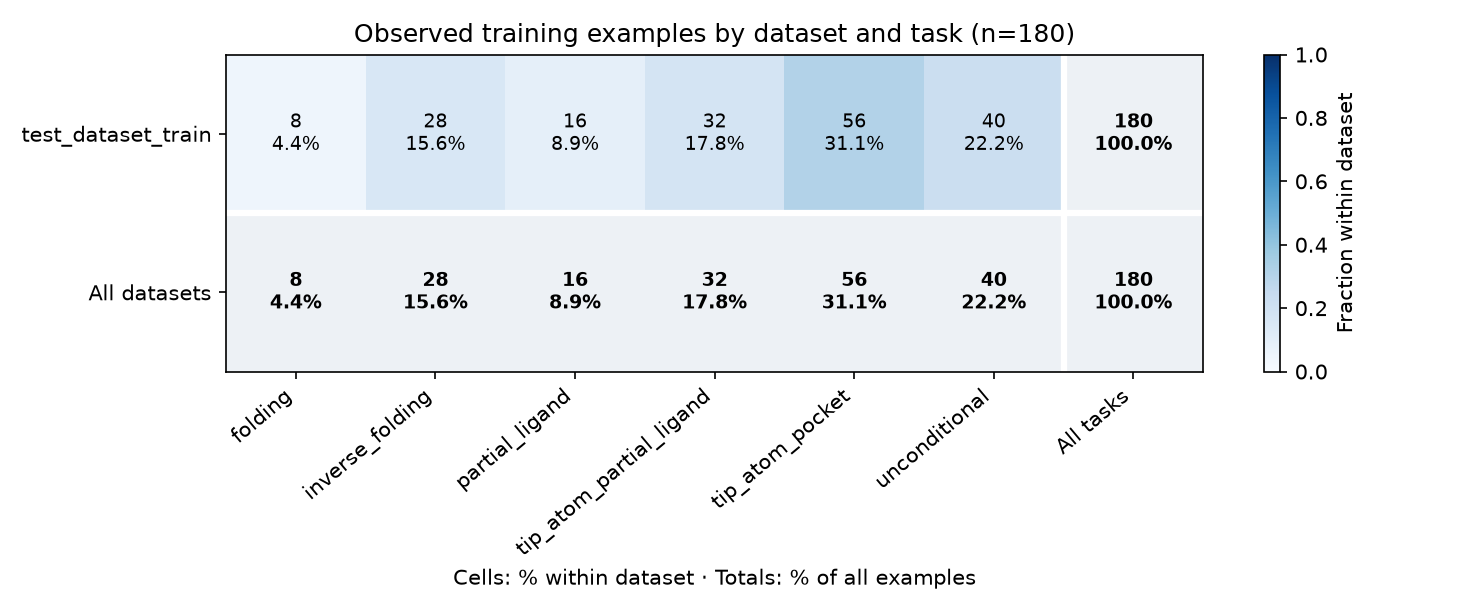 Observed training examples by dataset and task (n=180)
test_dataset_train
8 28 16 32 56 40 180
4.4% 15.6% 8.9% 17.8% 31.1% 22.2% 100.0%
All datasets
8 28 16 32 56 40 180
4.4% 15.6% 8.9% 17.8% 31.1% 22.2% 100.0%
folding
inverse_folding
partial_ligand
tip_atom_partial_ligand
tip_atom_pocket
unconditional
All tasks
Cells: % within dataset · Totals: % of all examples
1.0
0.8
0.6
0.4
0.2
0.0
Fraction within dataset